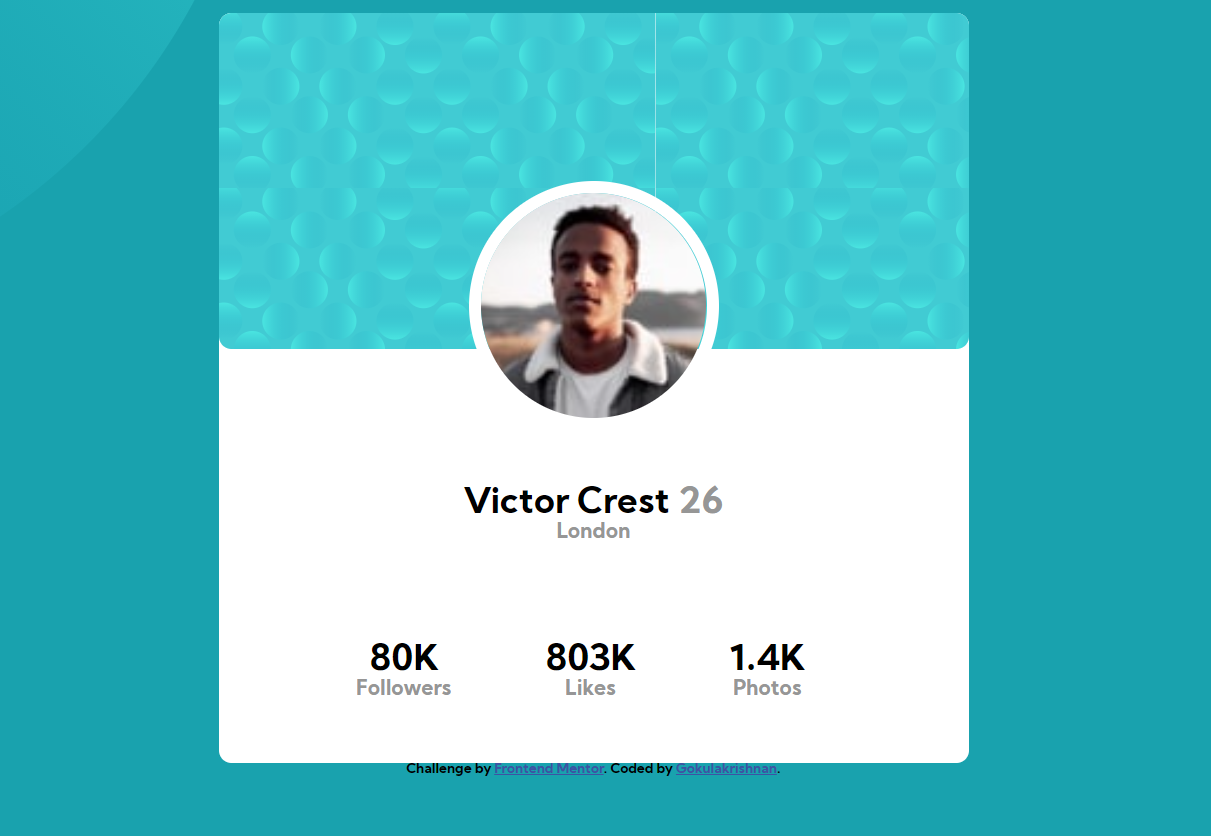 Victor Crest 26
London
80K 803K 1.4K
Followers Likes Photos
Challenge by Frontend Mentor. Coded by Gokulakrishnan.